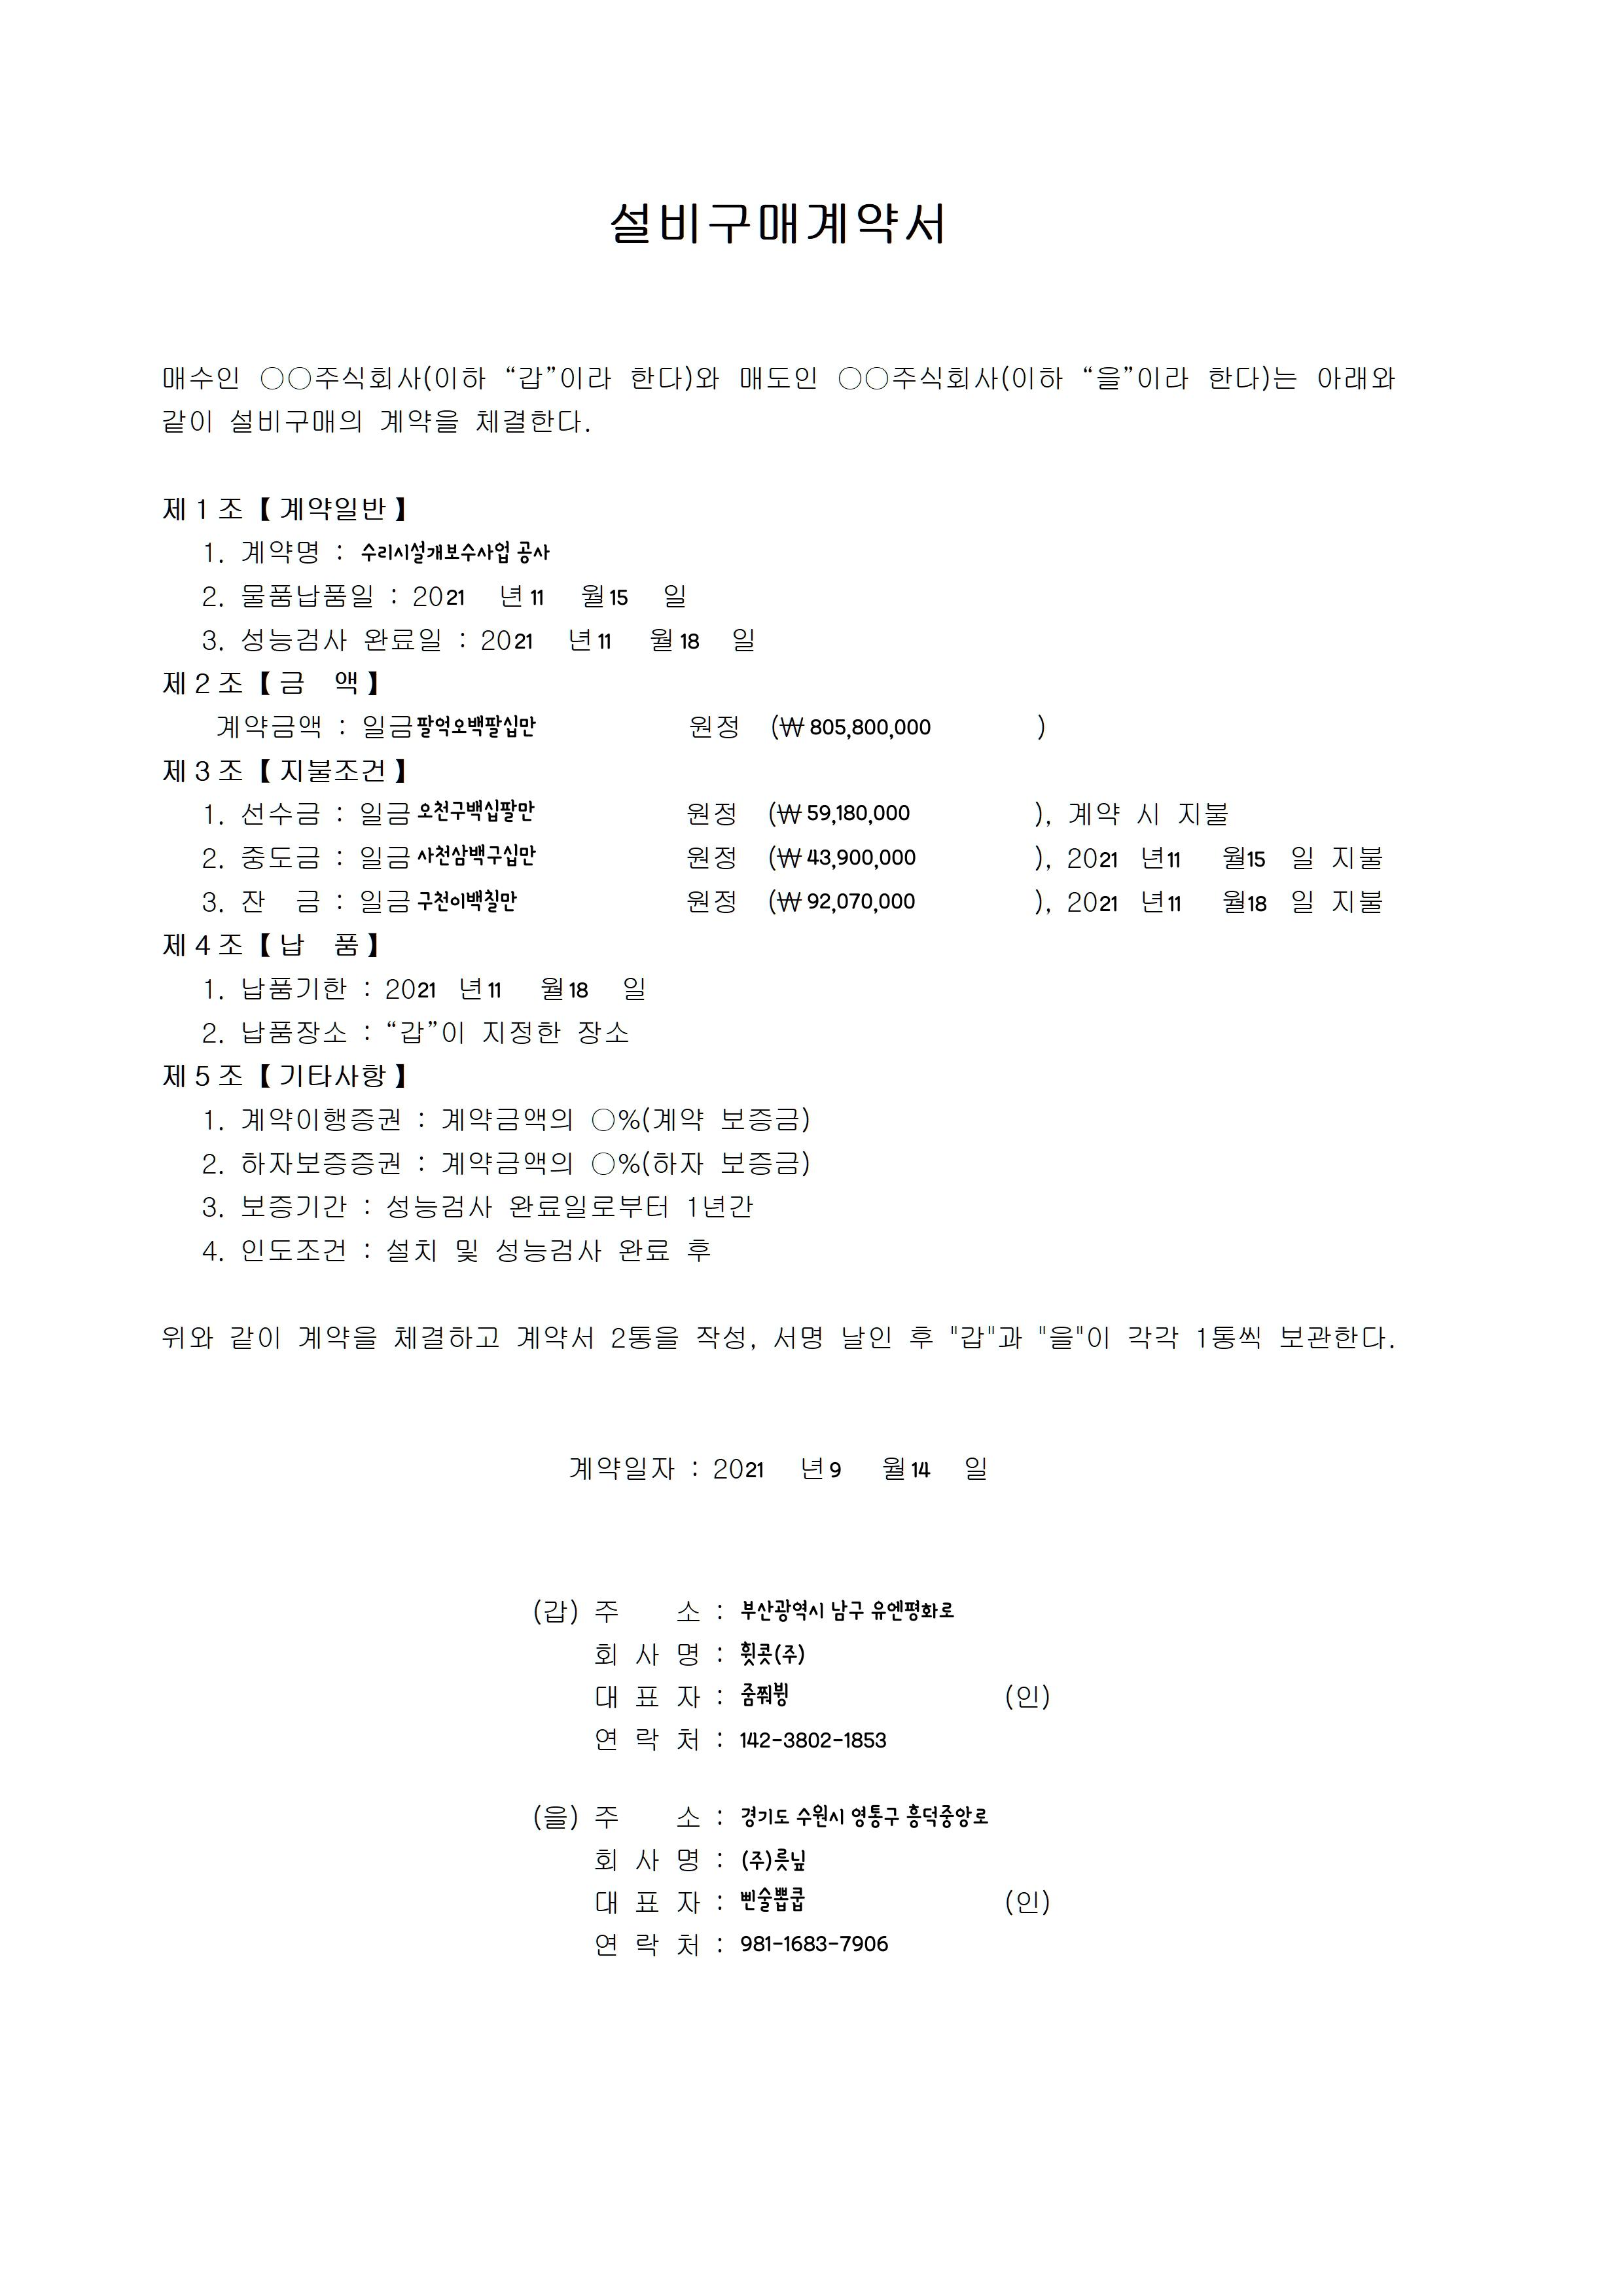 설비구매계약서
매수인 ○○주식회사(이하 “갑”이라 한다)와 매도인 ○○주식회사(이하 “을”이라 한다)는 아래와
같이 설비구매의 계약을 체결한다.
제1조【계약일반】
1. 계약명 : 수리시설개보수사업 공사
2. 물품납품일 : 2021 년 11 월 15 일
3. 성능검사 완료일 : 2021 년 11 월 18 일
제2조【금 액】
계약금액 : 일금 팔억오백팔십만 원정 (₩ 805,800,000 )
제3조【지불조건】
1. 선수금 : 일금 오천구백십팔만 원정 (₩ 59,180,000 ), 계약 시 지불
2. 중도금 : 일금 사천삼백구십만 원정 (₩ 43,900,000 ), 2021 년 11 월 15 일 지불
3. 잔 금 : 일금 구천이백칠만 원정 (₩ 92,070,000 ), 2021 년 11 월 18 일 지불
제4조【납 품】
1. 납품기한 : 2021 년 11 월 18 일
2. 납품장소 : “갑”이 지정한 장소
제5조【기타사항】
1. 계약이행증권 : 계약금액의 ○%(계약 보증금)
2. 하자보증증권 : 계약금액의 ○%(하자 보증금)
3. 보증기간 : 성능검사 완료일로부터 1년간
4. 인도조건 : 설치 및 성능검사 완료 후
위와 같이 계약을 체결하고 계약서 2통을 작성, 서명 날인 후 "갑"과 "을"이 각각 1통씩 보관한다.
계약일자 : 2021 년 9 월 14 일
(갑) 주 소 : 부산광역시 남구 유엔평화로
회 사 명 : 휫콧(주)
대 표 자 : 줌쭤뷩 (인)
연 락 처 : 142-3802-1853
(을) 주 소 : 경기도 수원시 영통구 흥덕중앙로
회 사 명 : (주)릇닢
대 표 자 : 삔술뽑쿱 (인)
연 락 처 : 981-1683-7906